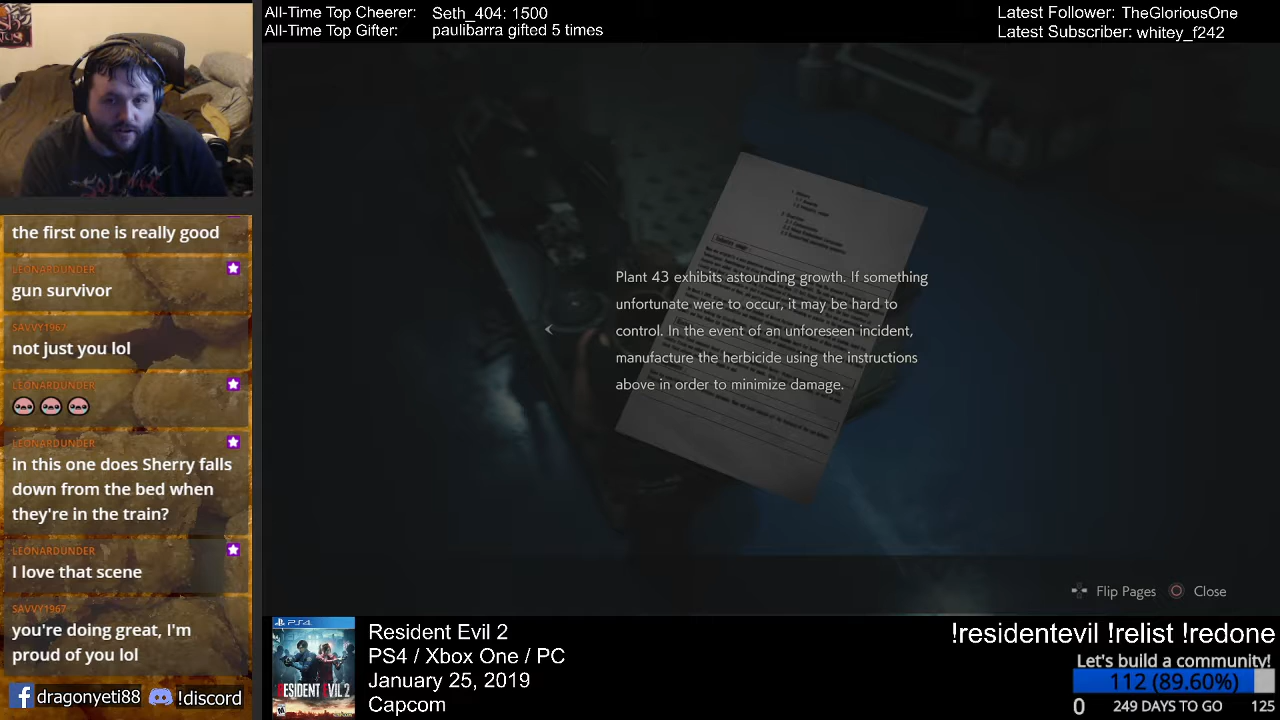 All-Time Top Cheerer: Seth_404: 1500
All-Time Top Gifter: paulibarra gifted 5 times
Latest Follower: TheGloriousOne
Latest Subscriber: whitey_f242
the first one is really good
LEONARDUNDER
gun survivor
SAVVY1967
not just you lol
LEONARDUNDER
LEONARDUNDER
in this one does Sherry falls
down from the bed when
they're in the train?
LEONARDUNDER
I love that scene
SAVVY1967
you're doing great, I'm
proud of you lol
dragonyeti88 !discord
Plant 43 exhibits astounding growth. If something
unfortunate were to occur, it may be hard to
control. In the event of an unforeseen incident,
manufacture the herbicide using the instructions
above in order to minimize damage.
Flip Pages Close
PS4
RESIDENT EVIL 2
Resident Evil 2
PS4 / Xbox One / PC
January 25, 2019
Capcom
!residentevil !relist !redone
Let's build a community!
112 (89.60%)
0 249 DAYS TO GO 125